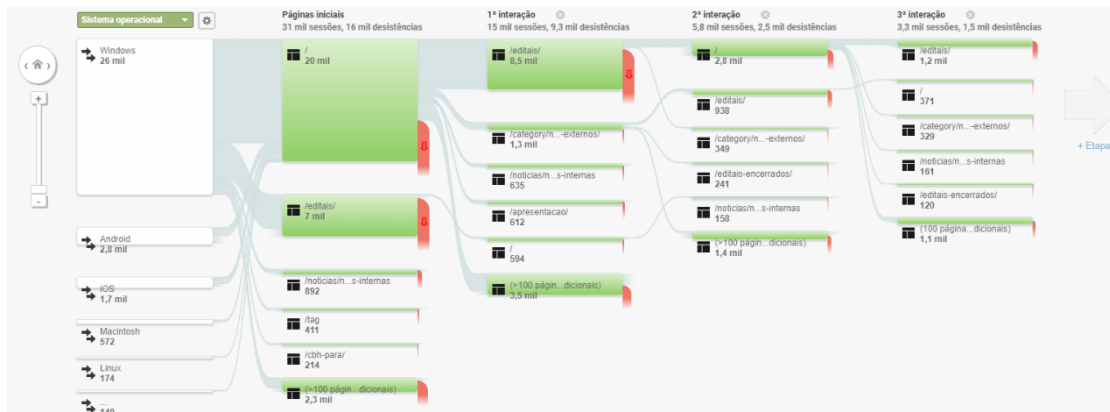 Sistema operacional
Windows
26 mil
Android
2,8 mil
iOS
1,7 mil
Macintosh
572
Linux
174
...
140
Páginas iniciais
31 mil sessões, 16 mil desistências
/
20 mil
/editais/
7 mil
/noticias/n...s-internas
892
/tag
411
/cbh-para/
214
(>100 págin...dicionais)
2,3 mil
1ª interação
15 mil sessões, 9,3 mil desistências
/editais/
8,5 mil
/category/n...-externos/
1,3 mil
/noticias/n...s-internas
635
/apresentacao/
612
/
594
(>100 págin...dicionais)
3,5 mil
2ª interação
5,8 mil sessões, 2,5 mil desistências
/
2,8 mil
/editais/
938
/category/n...-externos/
349
/editais-encerrados/
241
/noticias/n...s-internas
158
(>100 págin...dicionais)
1,4 mil
3ª interação
3,3 mil sessões, 1,5 mil desistências
/editais/
1,2 mil
/
371
/category/n...-externos/
329
/noticias/n...s-internas
161
/editais-encerrados/
120
(100 página...dicionais)
1,1 mil
+ Etapa